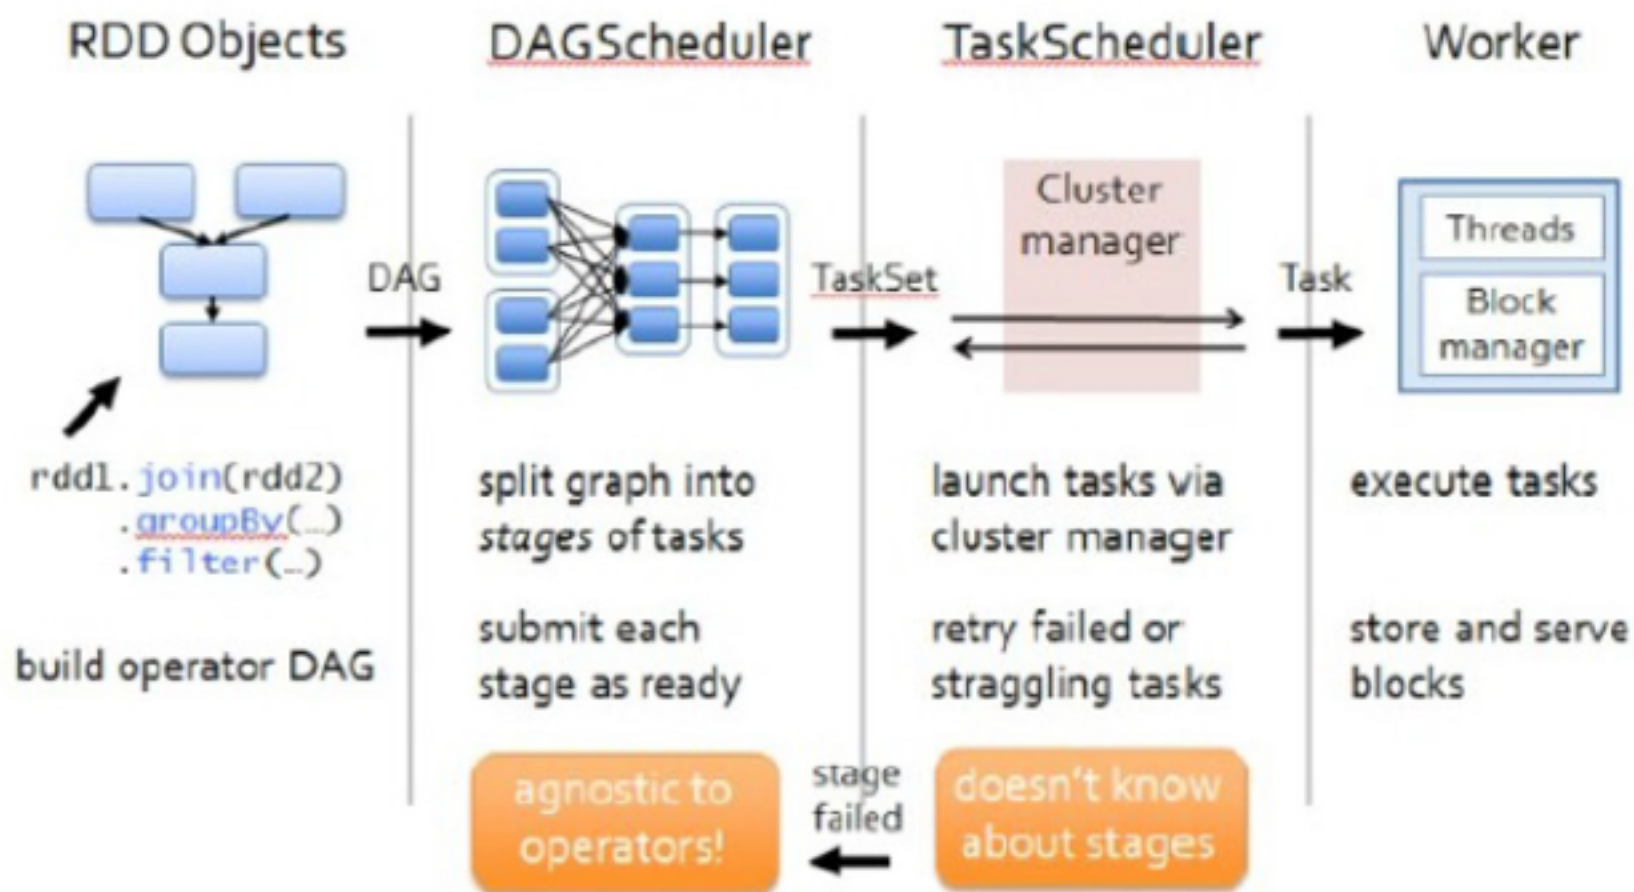 RDD Objects
DAGScheduler
TaskScheduler
Worker
DAG
TaskSet
Cluster
manager
Task
Threads
Block
manager
rdd1.join(rdd2)
.groupBy(…)
.filter(…)
build operator DAG
split graph into
stages of tasks
submit each
stage as ready
agnostic to
operators!
launch tasks via
cluster manager
retry failed or
straggling tasks
stage
failed
doesn't know
about stages
execute tasks
store and serve
blocks